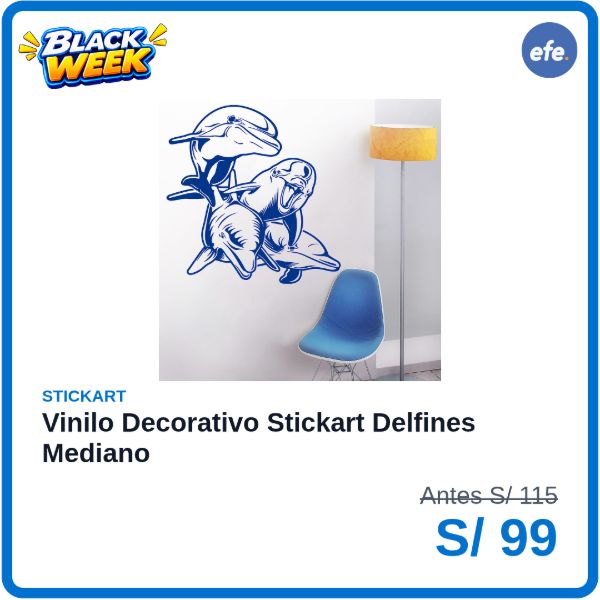 BLACK
WEEK
efe.
STICKART
Vinilo Decorativo Stickart Delfines
Mediano
Antes S/ 115
S/ 99